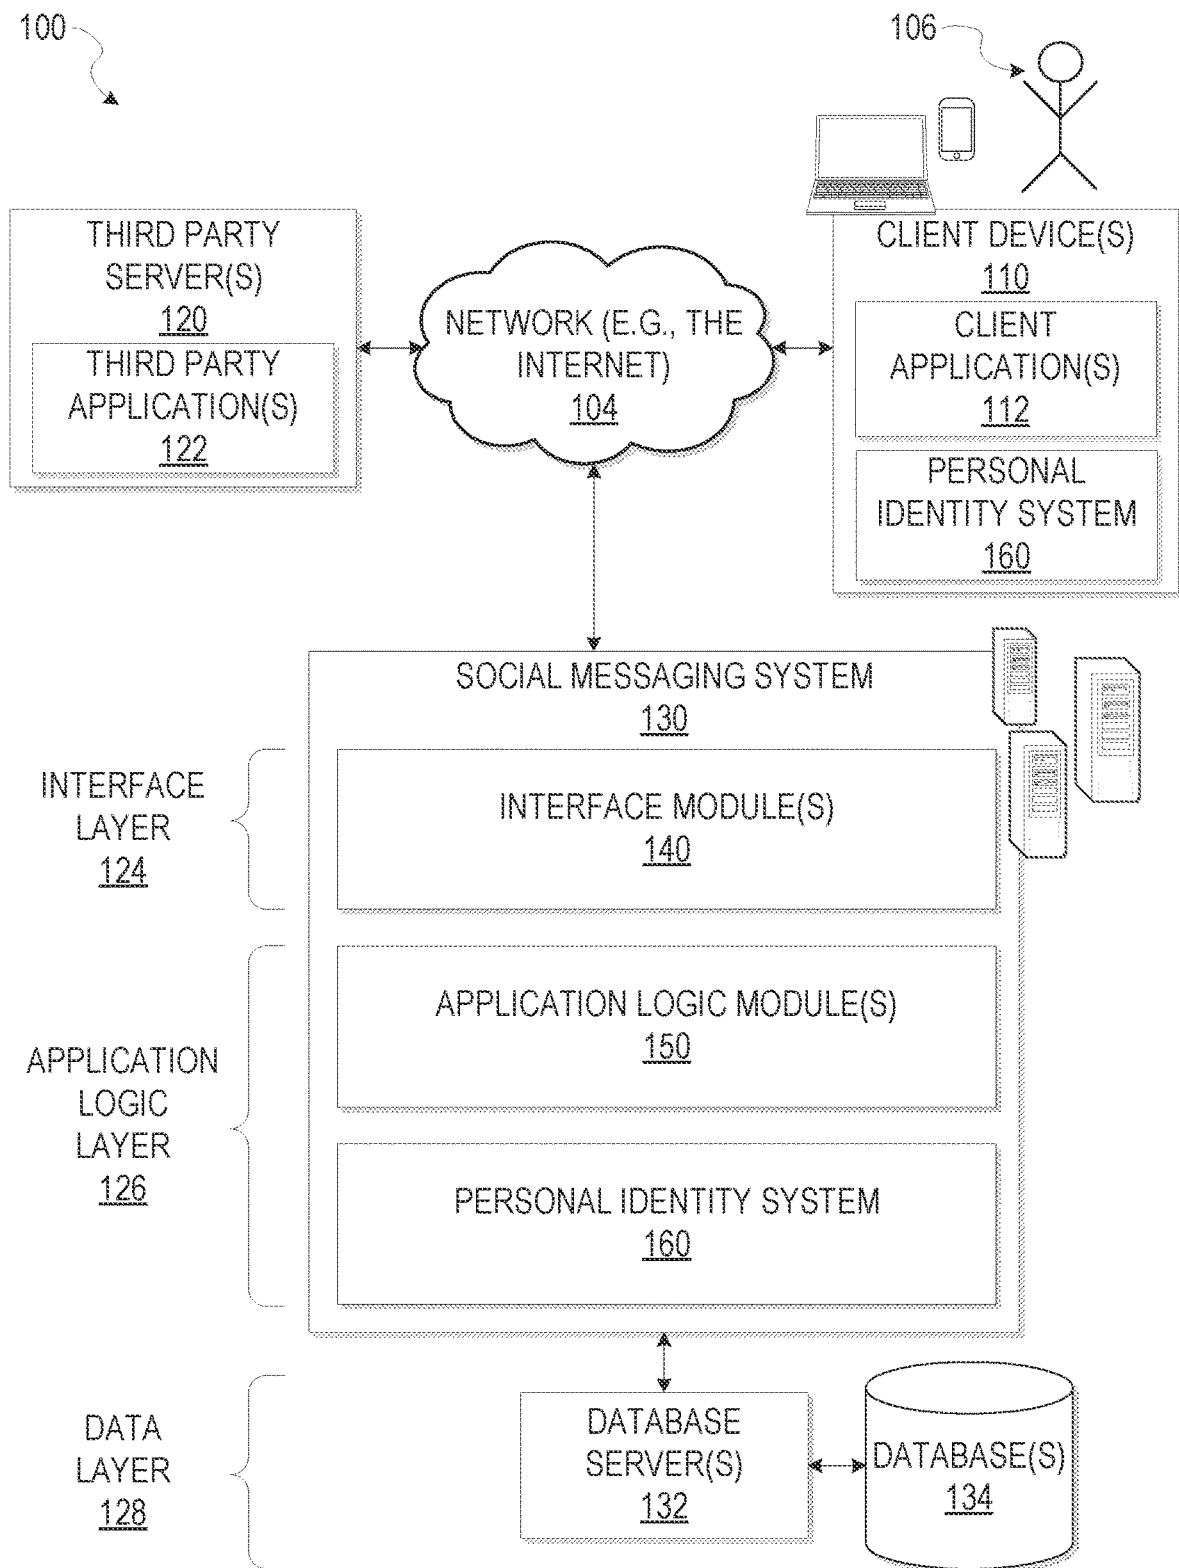 100
106
THIRD PARTY
SERVER(S)
120
THIRD PARTY
APPLICATION(S)
122
NETWORK (E.G., THE
INTERNET)
104
CLIENT DEVICE(S)
110
CLIENT
APPLICATION(S)
112
PERSONAL
IDENTITY SYSTEM
160
SOCIAL MESSAGING SYSTEM
130
INTERFACE
LAYER
124
INTERFACE MODULE(S)
140
APPLICATION
LOGIC
LAYER
126
APPLICATION LOGIC MODULE(S)
150
PERSONAL IDENTITY SYSTEM
160
DATA
LAYER
128
DATABASE
SERVER(S)
132
DATABASE(S)
134